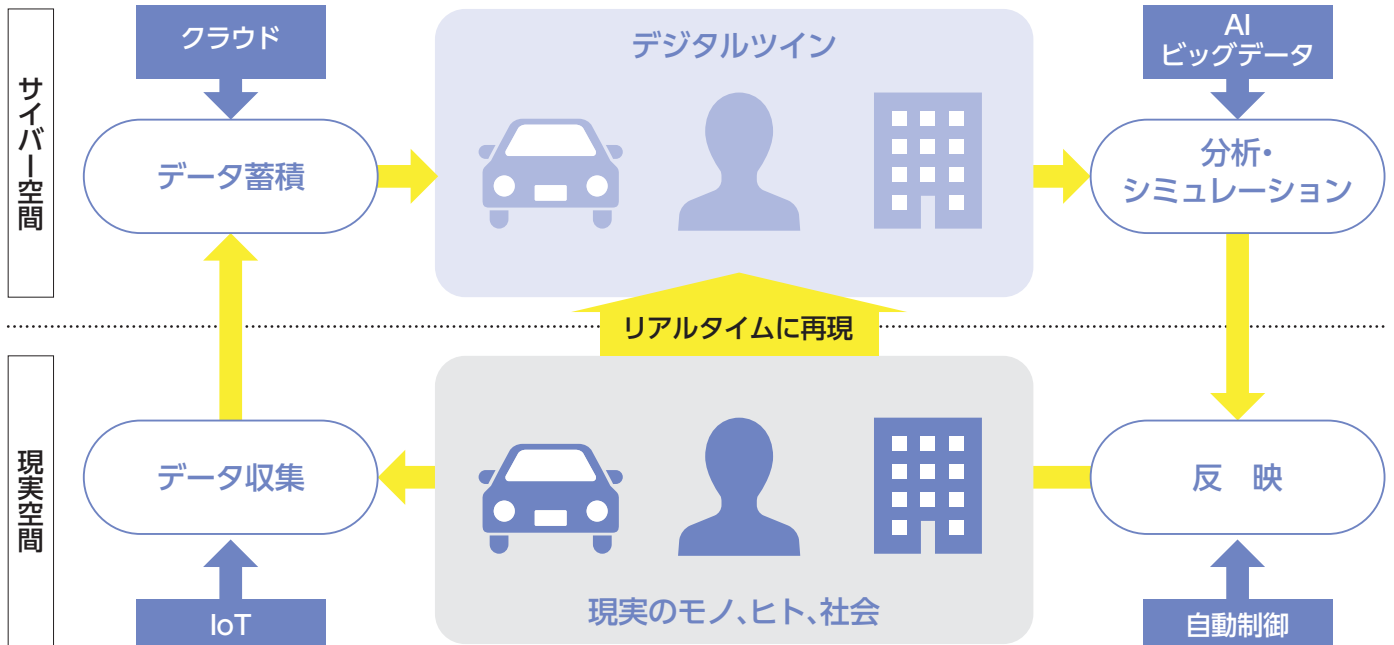 サイバー空間
クラウド
データ蓄積
デジタルツイン
AI
ビッグデータ
分析・
シミュレーション
リアルタイムに再現
現実空間
データ収集
IoT
現実のモノ、ヒト、社会
反　映
自動制御